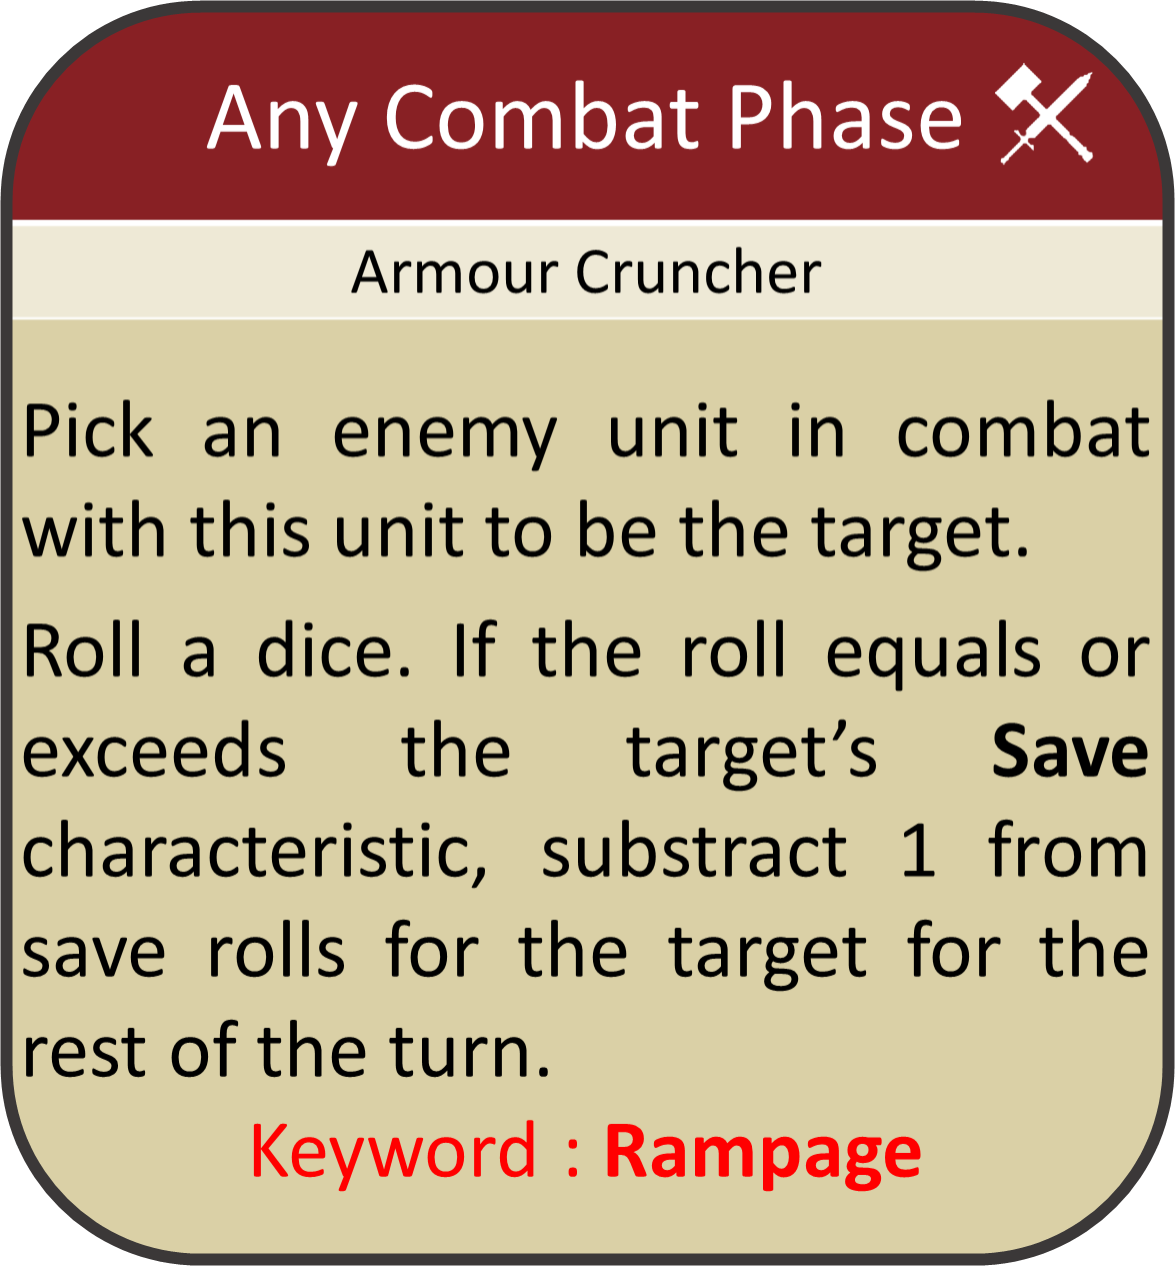 Any Combat Phase
Armour Cruncher
Pick an enemy unit in combat
with this unit to be the target.
Roll a dice. If the roll equals or
exceeds the target’s Save
characteristic, substract 1 from
save rolls for the target for the
rest of the turn.
Keyword : Rampage